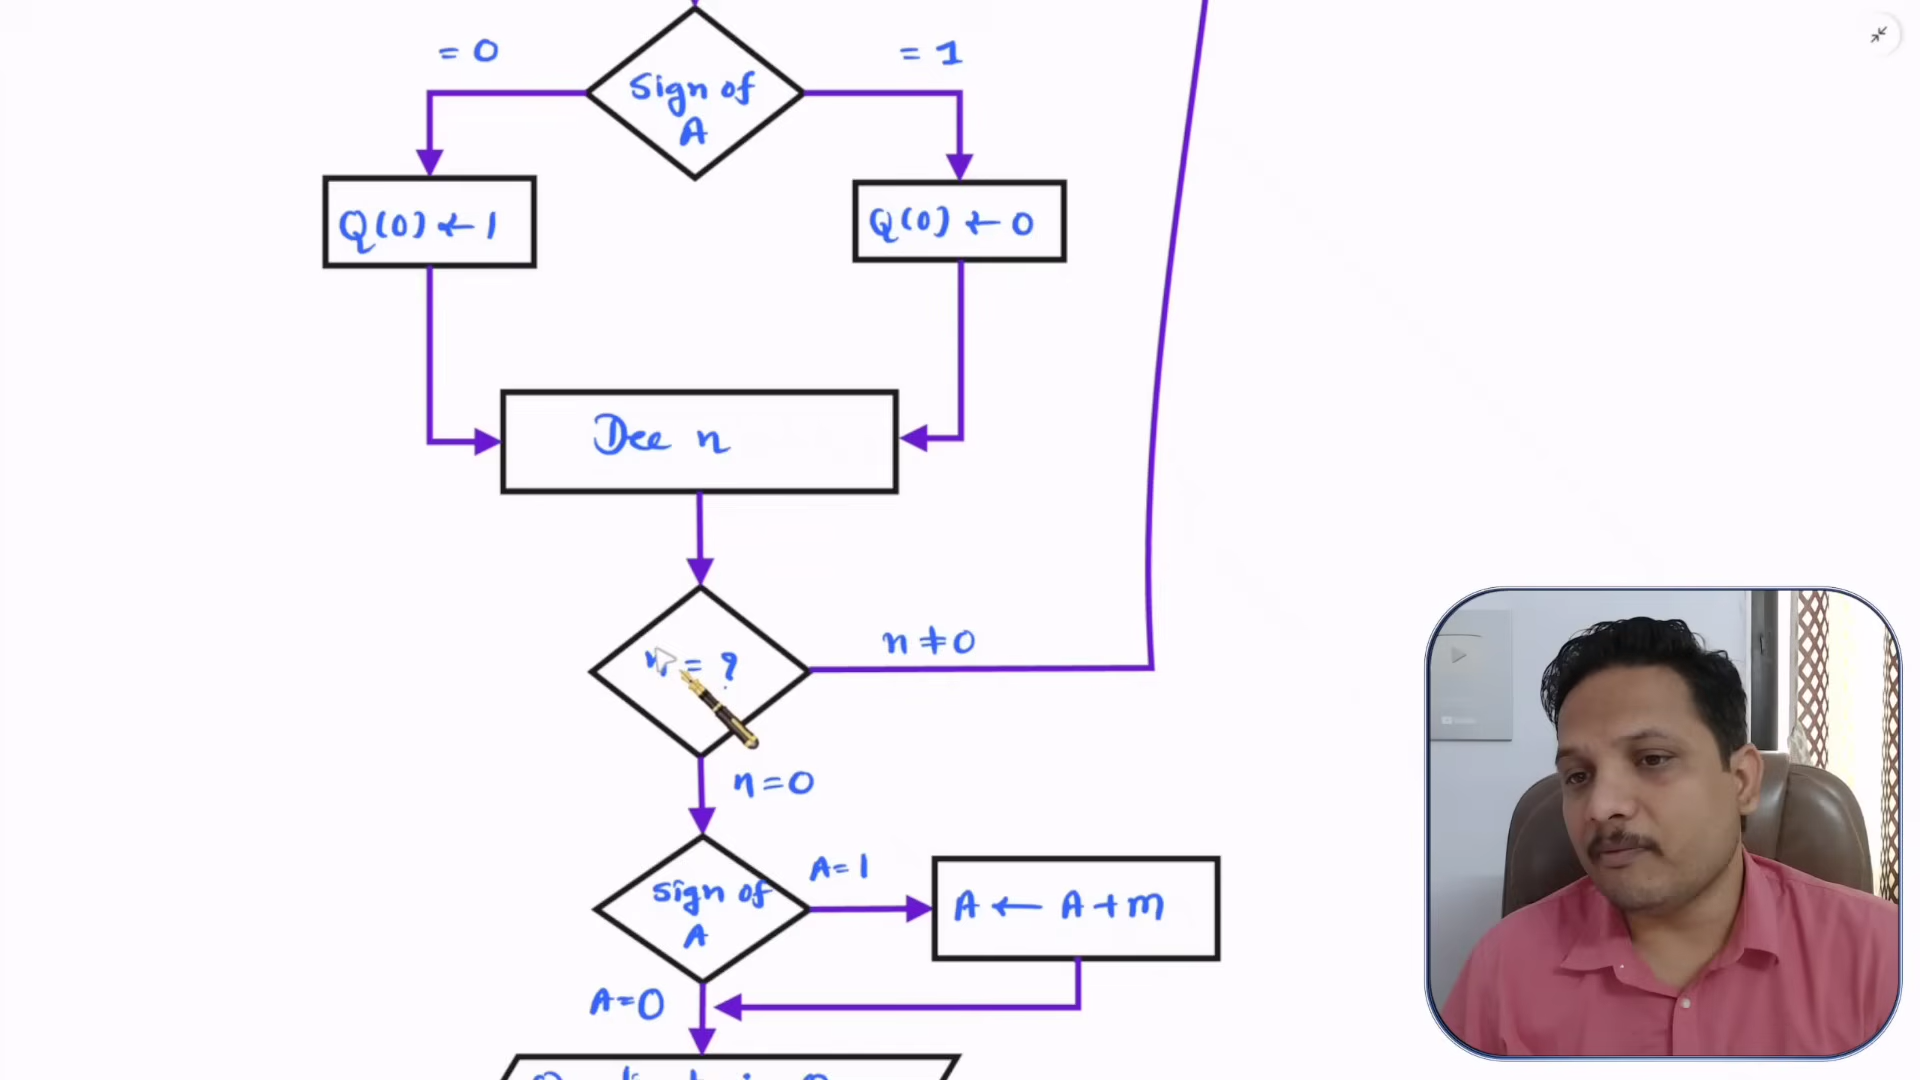 = 0
= 1
Sign of
A
Q(0) ← 1
Q(0) ← 0
Dec n
n = ?
n ≠ 0
n = 0
Sign of
A
A = 1
A ← A + m
A = 0